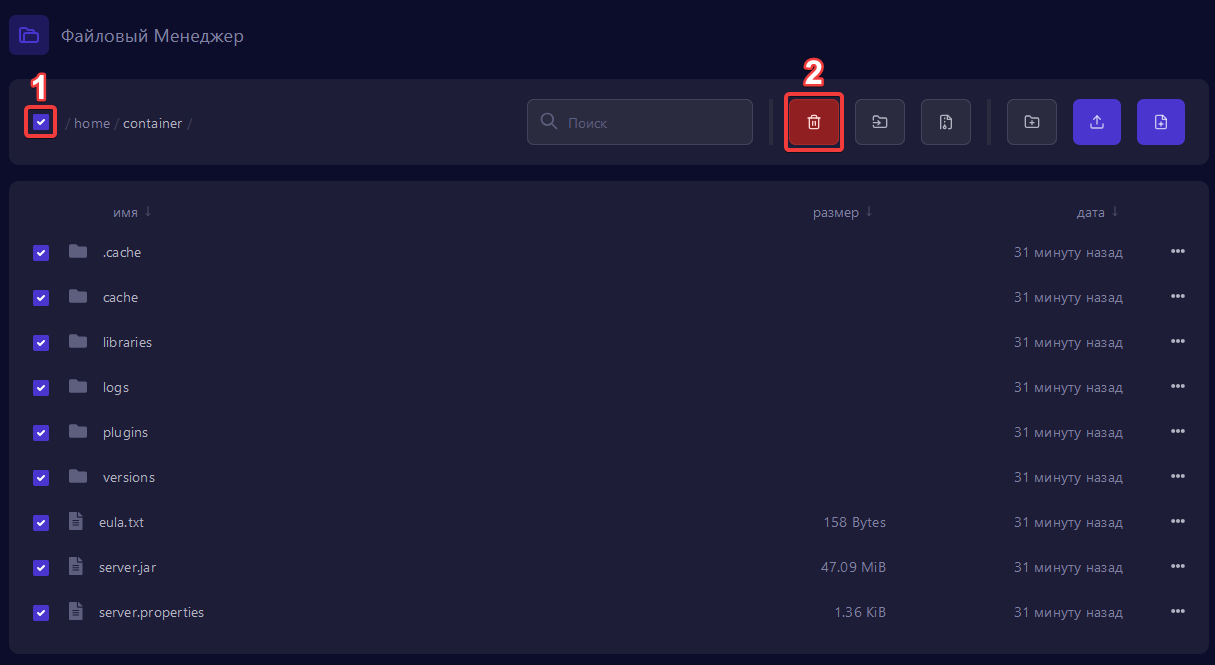 Файловый Менеджер
1
2
/ home / container /
Поиск
имя ↓ размер ↓ дата ↓
.cache 31 минуту назад
cache 31 минуту назад
libraries 31 минуту назад
logs 31 минуту назад
plugins 31 минуту назад
versions 31 минуту назад
eula.txt 158 Bytes 31 минуту назад
server.jar 47.09 MiB 31 минуту назад
server.properties 1.36 KiB 31 минуту назад